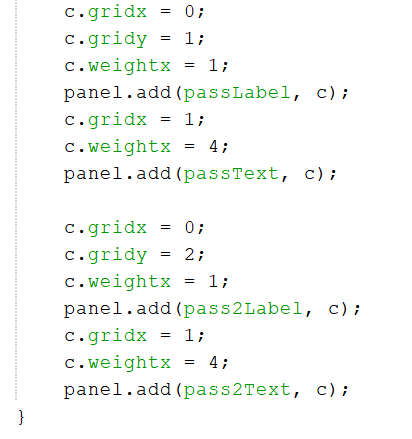 c.gridx = 0;
c.gridy = 1;
c.weightx = 1;
panel.add(passLabel, c);
c.gridx = 1;
c.weightx = 4;
panel.add(passText, c);

c.gridx = 0;
c.gridy = 2;
c.weightx = 1;
panel.add(pass2Label, c);
c.gridx = 1;
c.weightx = 4;
panel.add(pass2Text, c);
}